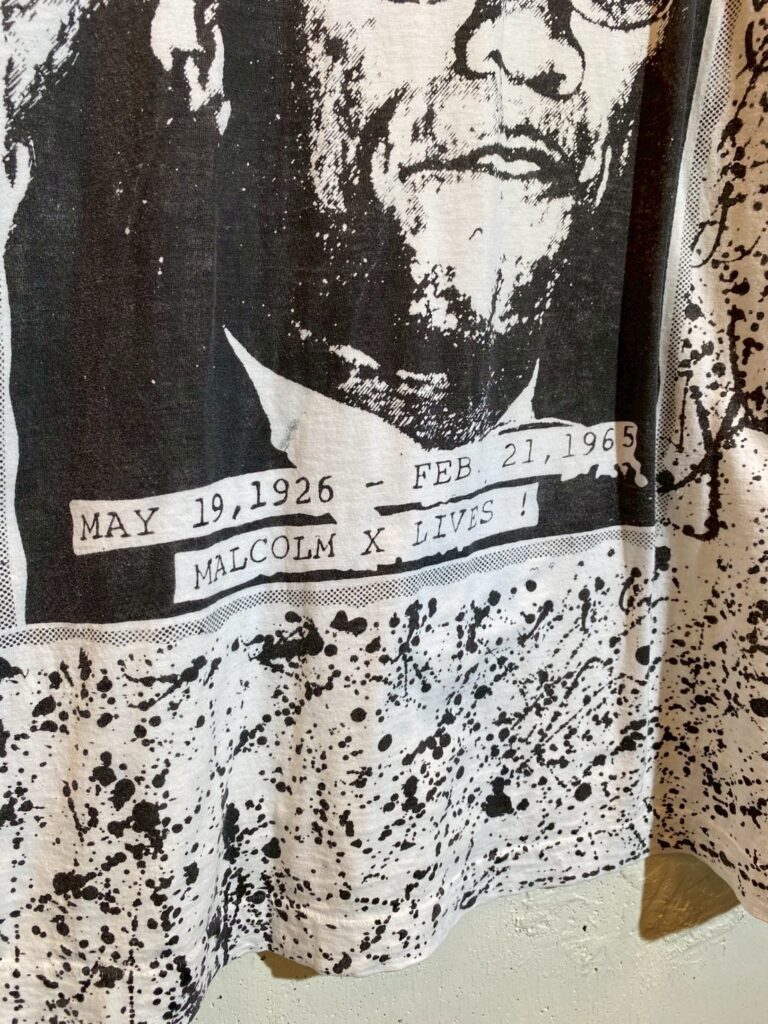 MAY 19,1926 - FEB. 21,1965
MALCOLM X LIVES !